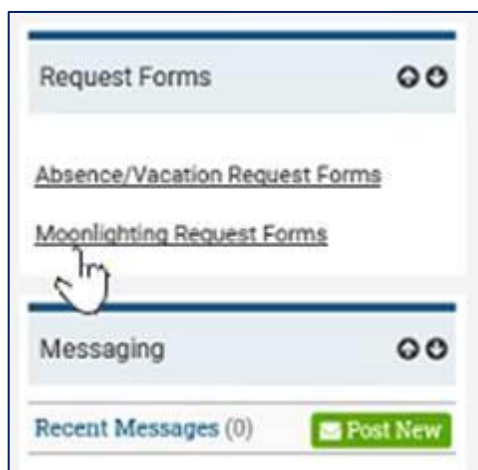 Request Forms
Absence/Vacation Request Forms
Moonlighting Request Forms
Messaging
Recent Messages (0) Post New